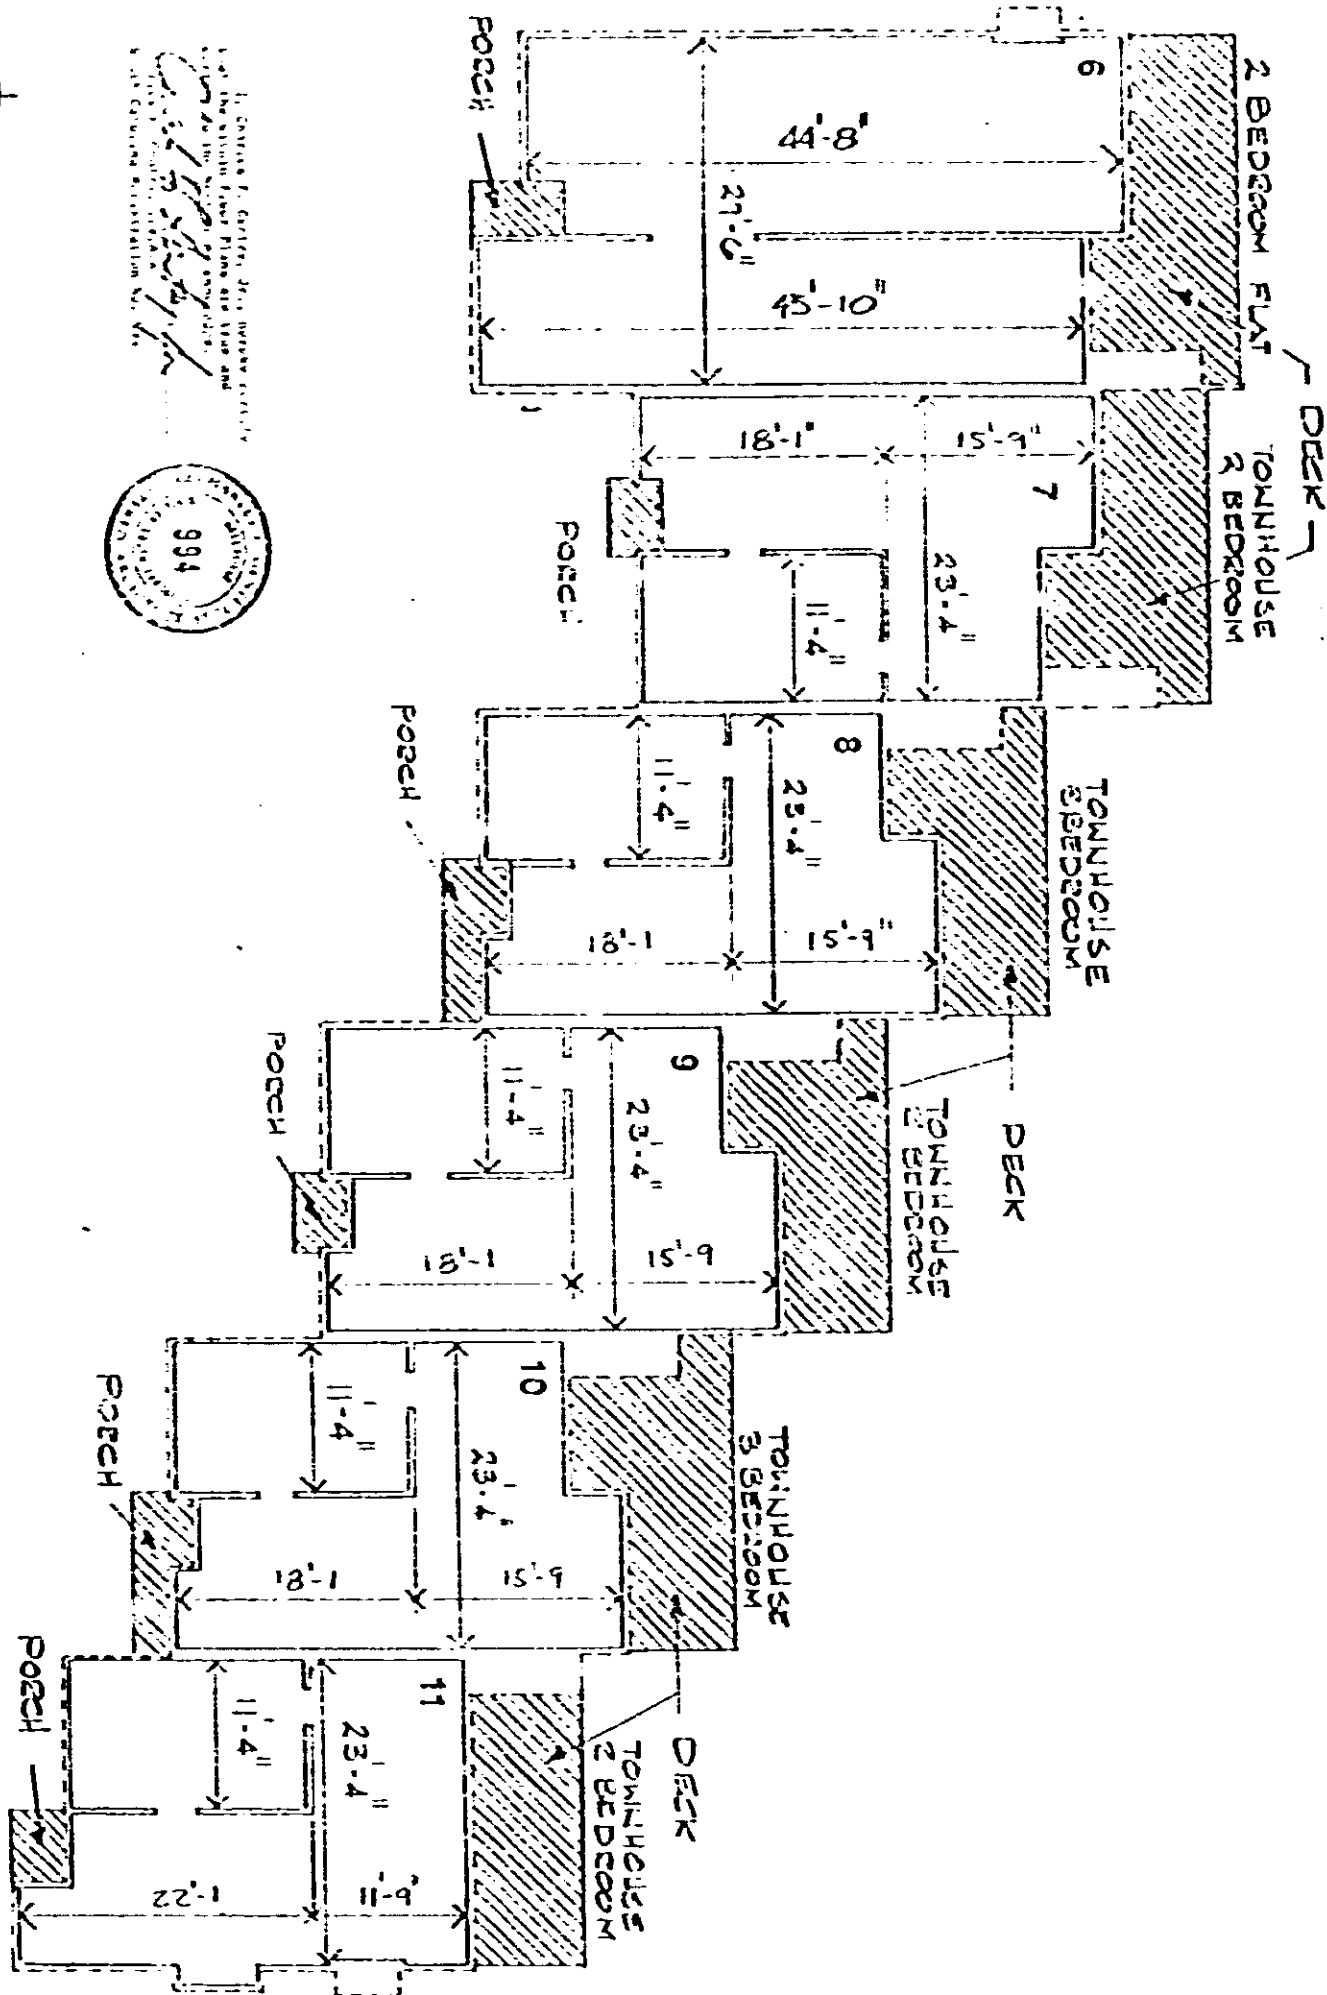 2 BEDROOM FLAT
DECK
TOWNHOUSE
2 BEDROOM
6
44'-8"
27'-6"
45'-10"
PORCH
7
18'-1"
15'-9"
23'-4"
11'-4"
PORCH
TOWNHOUSE
3 BEDROOM
8
11'-4"
23'-4"
18'-1
15'-9"
PORCH
DECK
TOWNHOUSE
2 BEDROOM
9
11'-4"
23'-4"
18'-1
15'-9
PORCH
TOWNHOUSE
3 BEDROOM
10
11'-4"
23'-4"
18'-1
15'-9
PORCH
DECK
TOWNHOUSE
2 BEDROOM
11
11'-4"
23'-4"
22'-1
11'-9"
PORCH
994